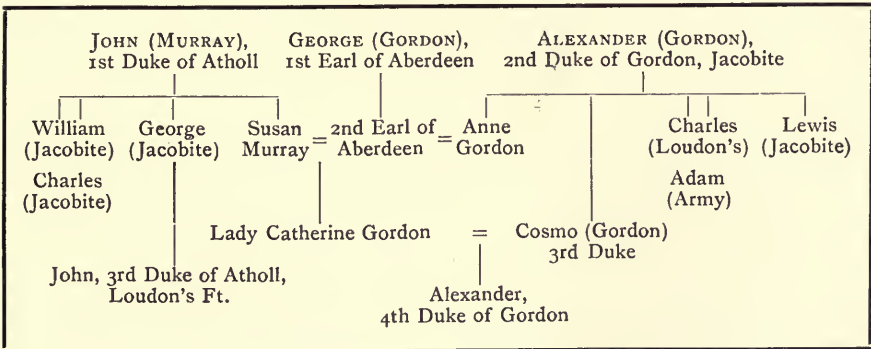 JOHN (MURRAY), GEORGE (GORDON), ALEXANDER (GORDON),
1st Duke of Atholl 1st Earl of Aberdeen 2nd Duke of Gordon, Jacobite
William George Susan 2nd Earl of Anne Charles Lewis
(Jacobite) (Jacobite) Murray = Aberdeen = Gordon (Loudon's) (Jacobite)
Charles Adam
(Jacobite) (Army)
Lady Catherine Gordon = Cosmo (Gordon)
3rd Duke
John, 3rd Duke of Atholl,
Loudon's Ft.
Alexander,
4th Duke of Gordon